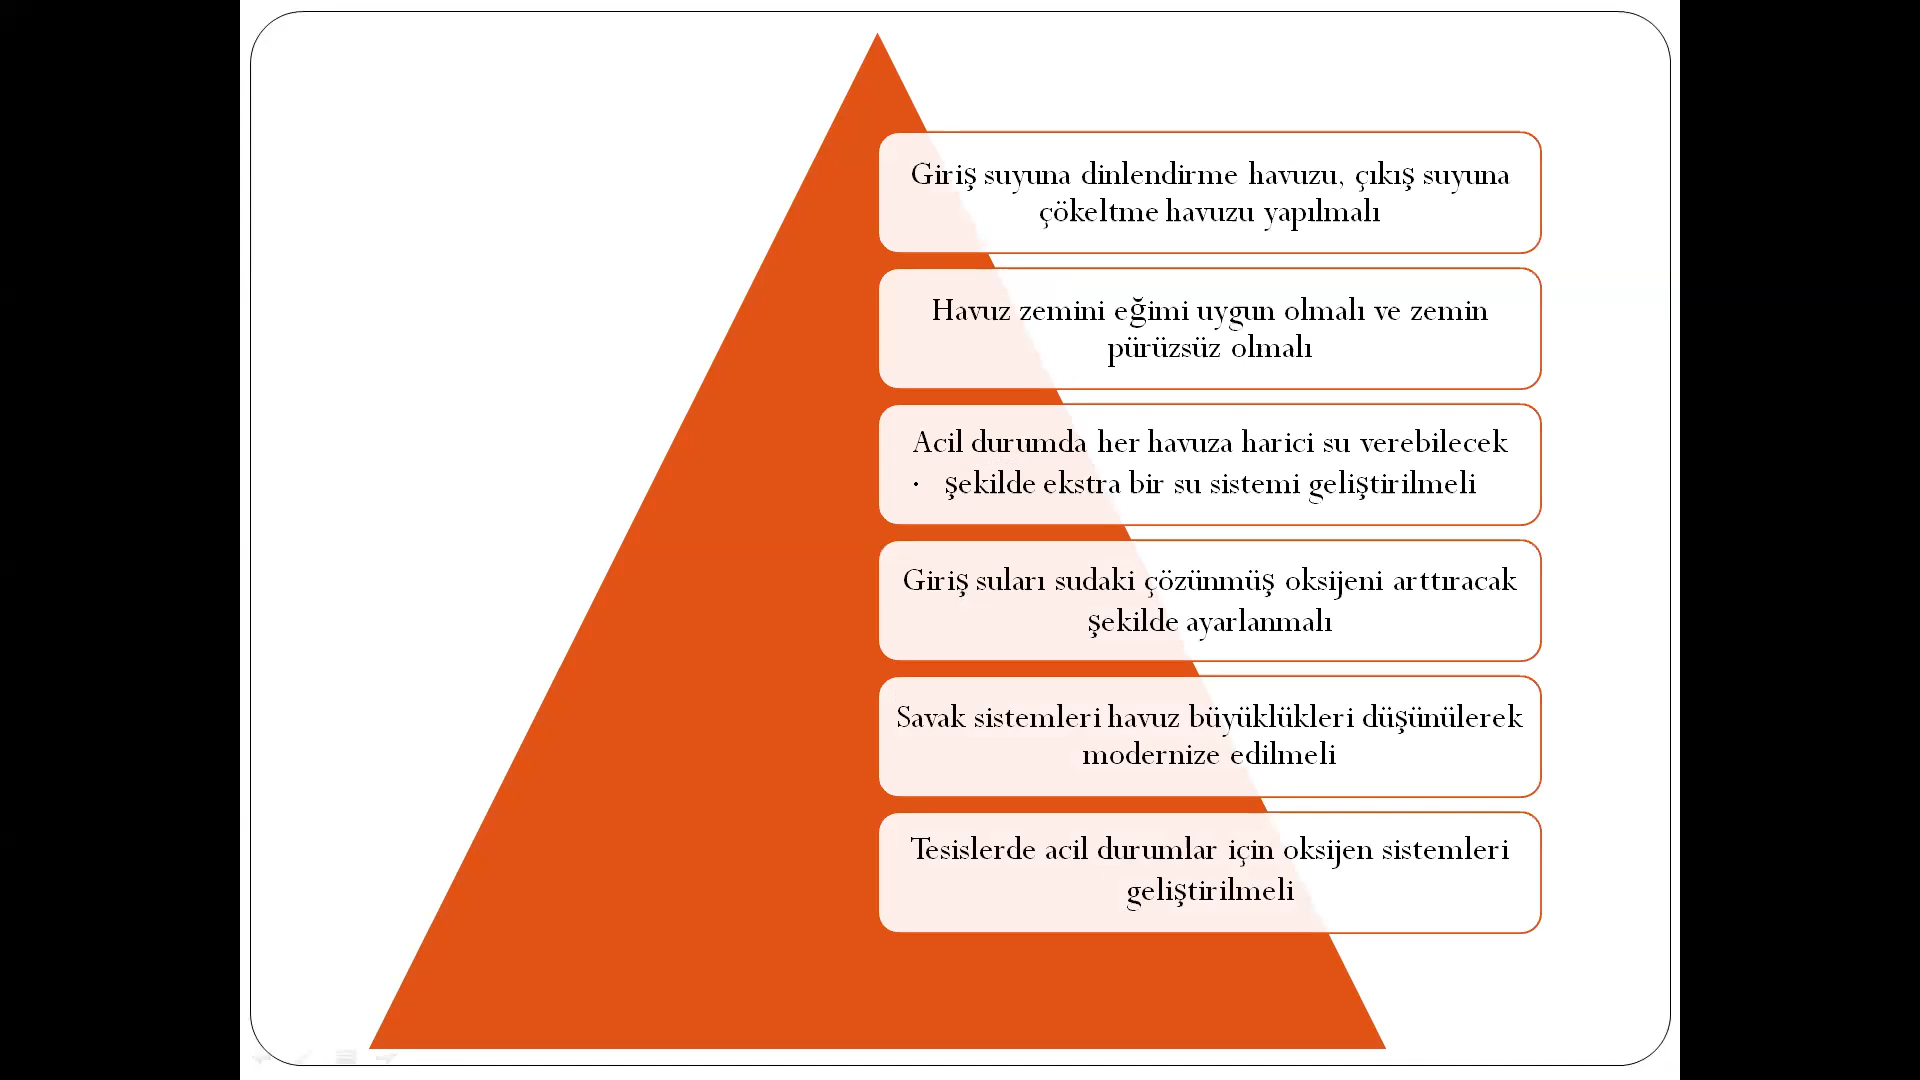 Giriş suyuna dinlendirme havuzu, çıkış suyuna
çökeltme havuzu yapılmalı
Havuz zemini eğimi uygun olmalı ve zemin
pürüzsüz olmalı
Acil durumda her havuza harici su verebilecek
• şekilde ekstra bir su sistemi geliştirilmeli
Giriş suları sudaki çözünmüş oksijeni arttıracak
şekilde ayarlanmalı
Savak sistemleri havuz büyüklükleri düşünülerek
modernize edilmeli
Tesislerde acil durumlar için oksijen sistemleri
geliştirilmeli